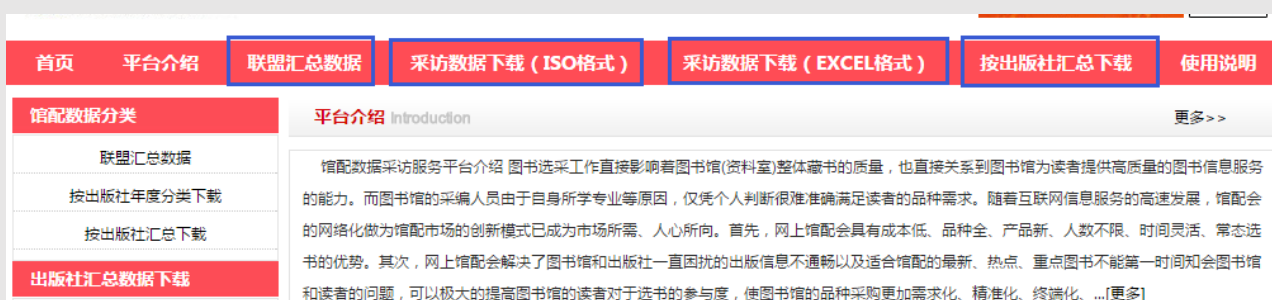 首页 平台介绍 联盟汇总数据 采访数据下载（ISO格式） 采访数据下载（EXCEL格式） 按出版社汇总下载 使用说明
馆配数据分类
联盟汇总数据
按出版社年度分类下载
按出版社汇总下载
出版社汇总数据下载
平台介绍 Introduction 更多>>
馆配数据采访服务平台介绍 图书选采工作直接影响着图书馆(资料室)整体藏书的质量，也直接关系到图书馆为读者提供高质量的图书信息服务
的能力。而图书馆的采编人员由于自身所学专业等原因，仅凭个人判断很难准确满足读者的品种需求。随着互联网信息服务的高速发展，馆配会
的网络化做为馆配市场的创新模式已成为市场所需、人心所向。首先，网上馆配会具有成本低、品种全、产品新、人数不限、时间灵活、常态选
书的优势。其次，网上馆配会解决了图书馆和出版社一直困扰的出版信息不通畅以及适合馆配的最新、热点、重点图书不能第一时间知会图书馆
和读者的问题，可以极大的提高图书馆的读者对于选书的参与度，使图书馆的品种采购更加需求化、精准化、终端化、...[更多]